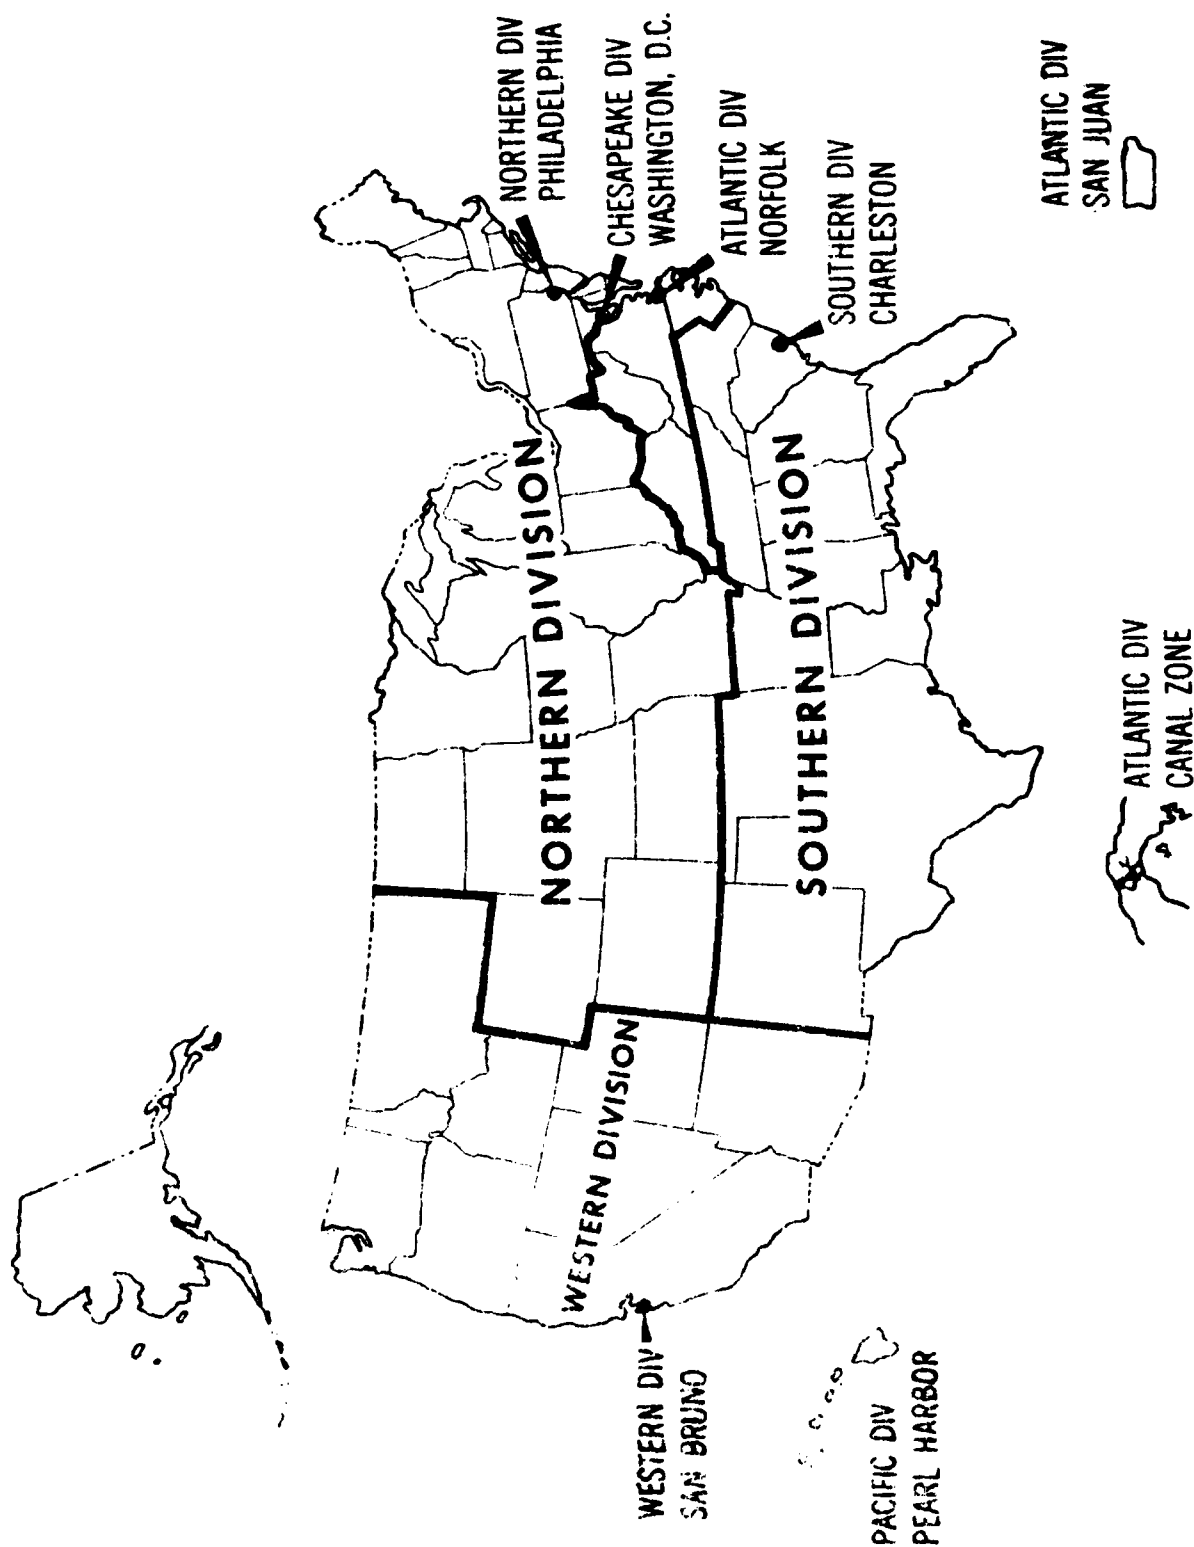 NORTHERN DIV
PHILADELPHIA
CHESAPEAKE DIV
WASHINGTON, D.C.
ATLANTIC DIV
NORFOLK
SOUTHERN DIV
CHARLESTON
ATLANTIC DIV
SAN JUAN
NORTHERN DIVISION
SOUTHERN DIVISION
WESTERN DIVISION
WESTERN DIV
SAN BRUNO
PACIFIC DIV
PEARL HARBOR
ATLANTIC DIV
CANAL ZONE